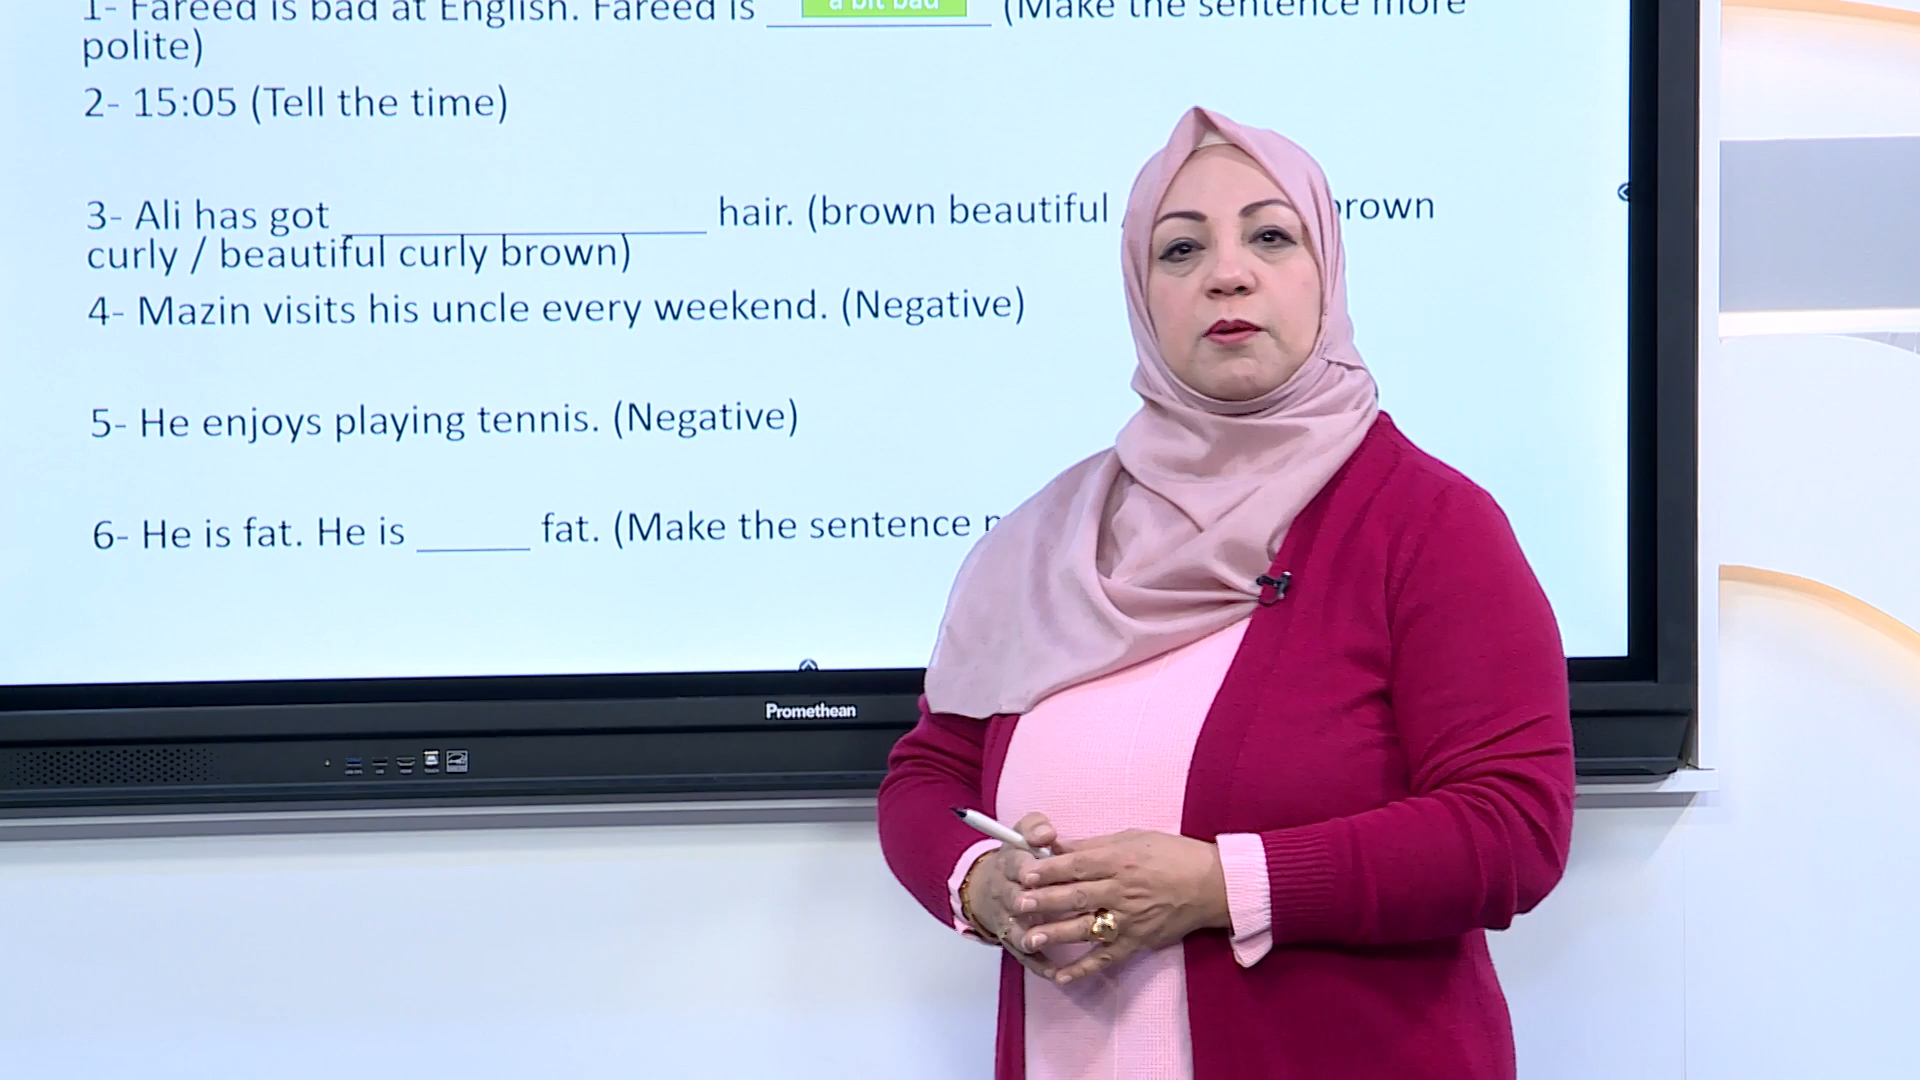 1- Fareed is bad at English. Fareed is a bit bad (Make the sentence more
polite)
2- 15:05 (Tell the time)
3- Ali has got ________ hair. (brown beautiful
curly / beautiful curly brown)
4- Mazin visits his uncle every weekend. (Negative)
5- He enjoys playing tennis. (Negative)
6- He is fat. He is _____ fat. (Make the sentence
Promethean